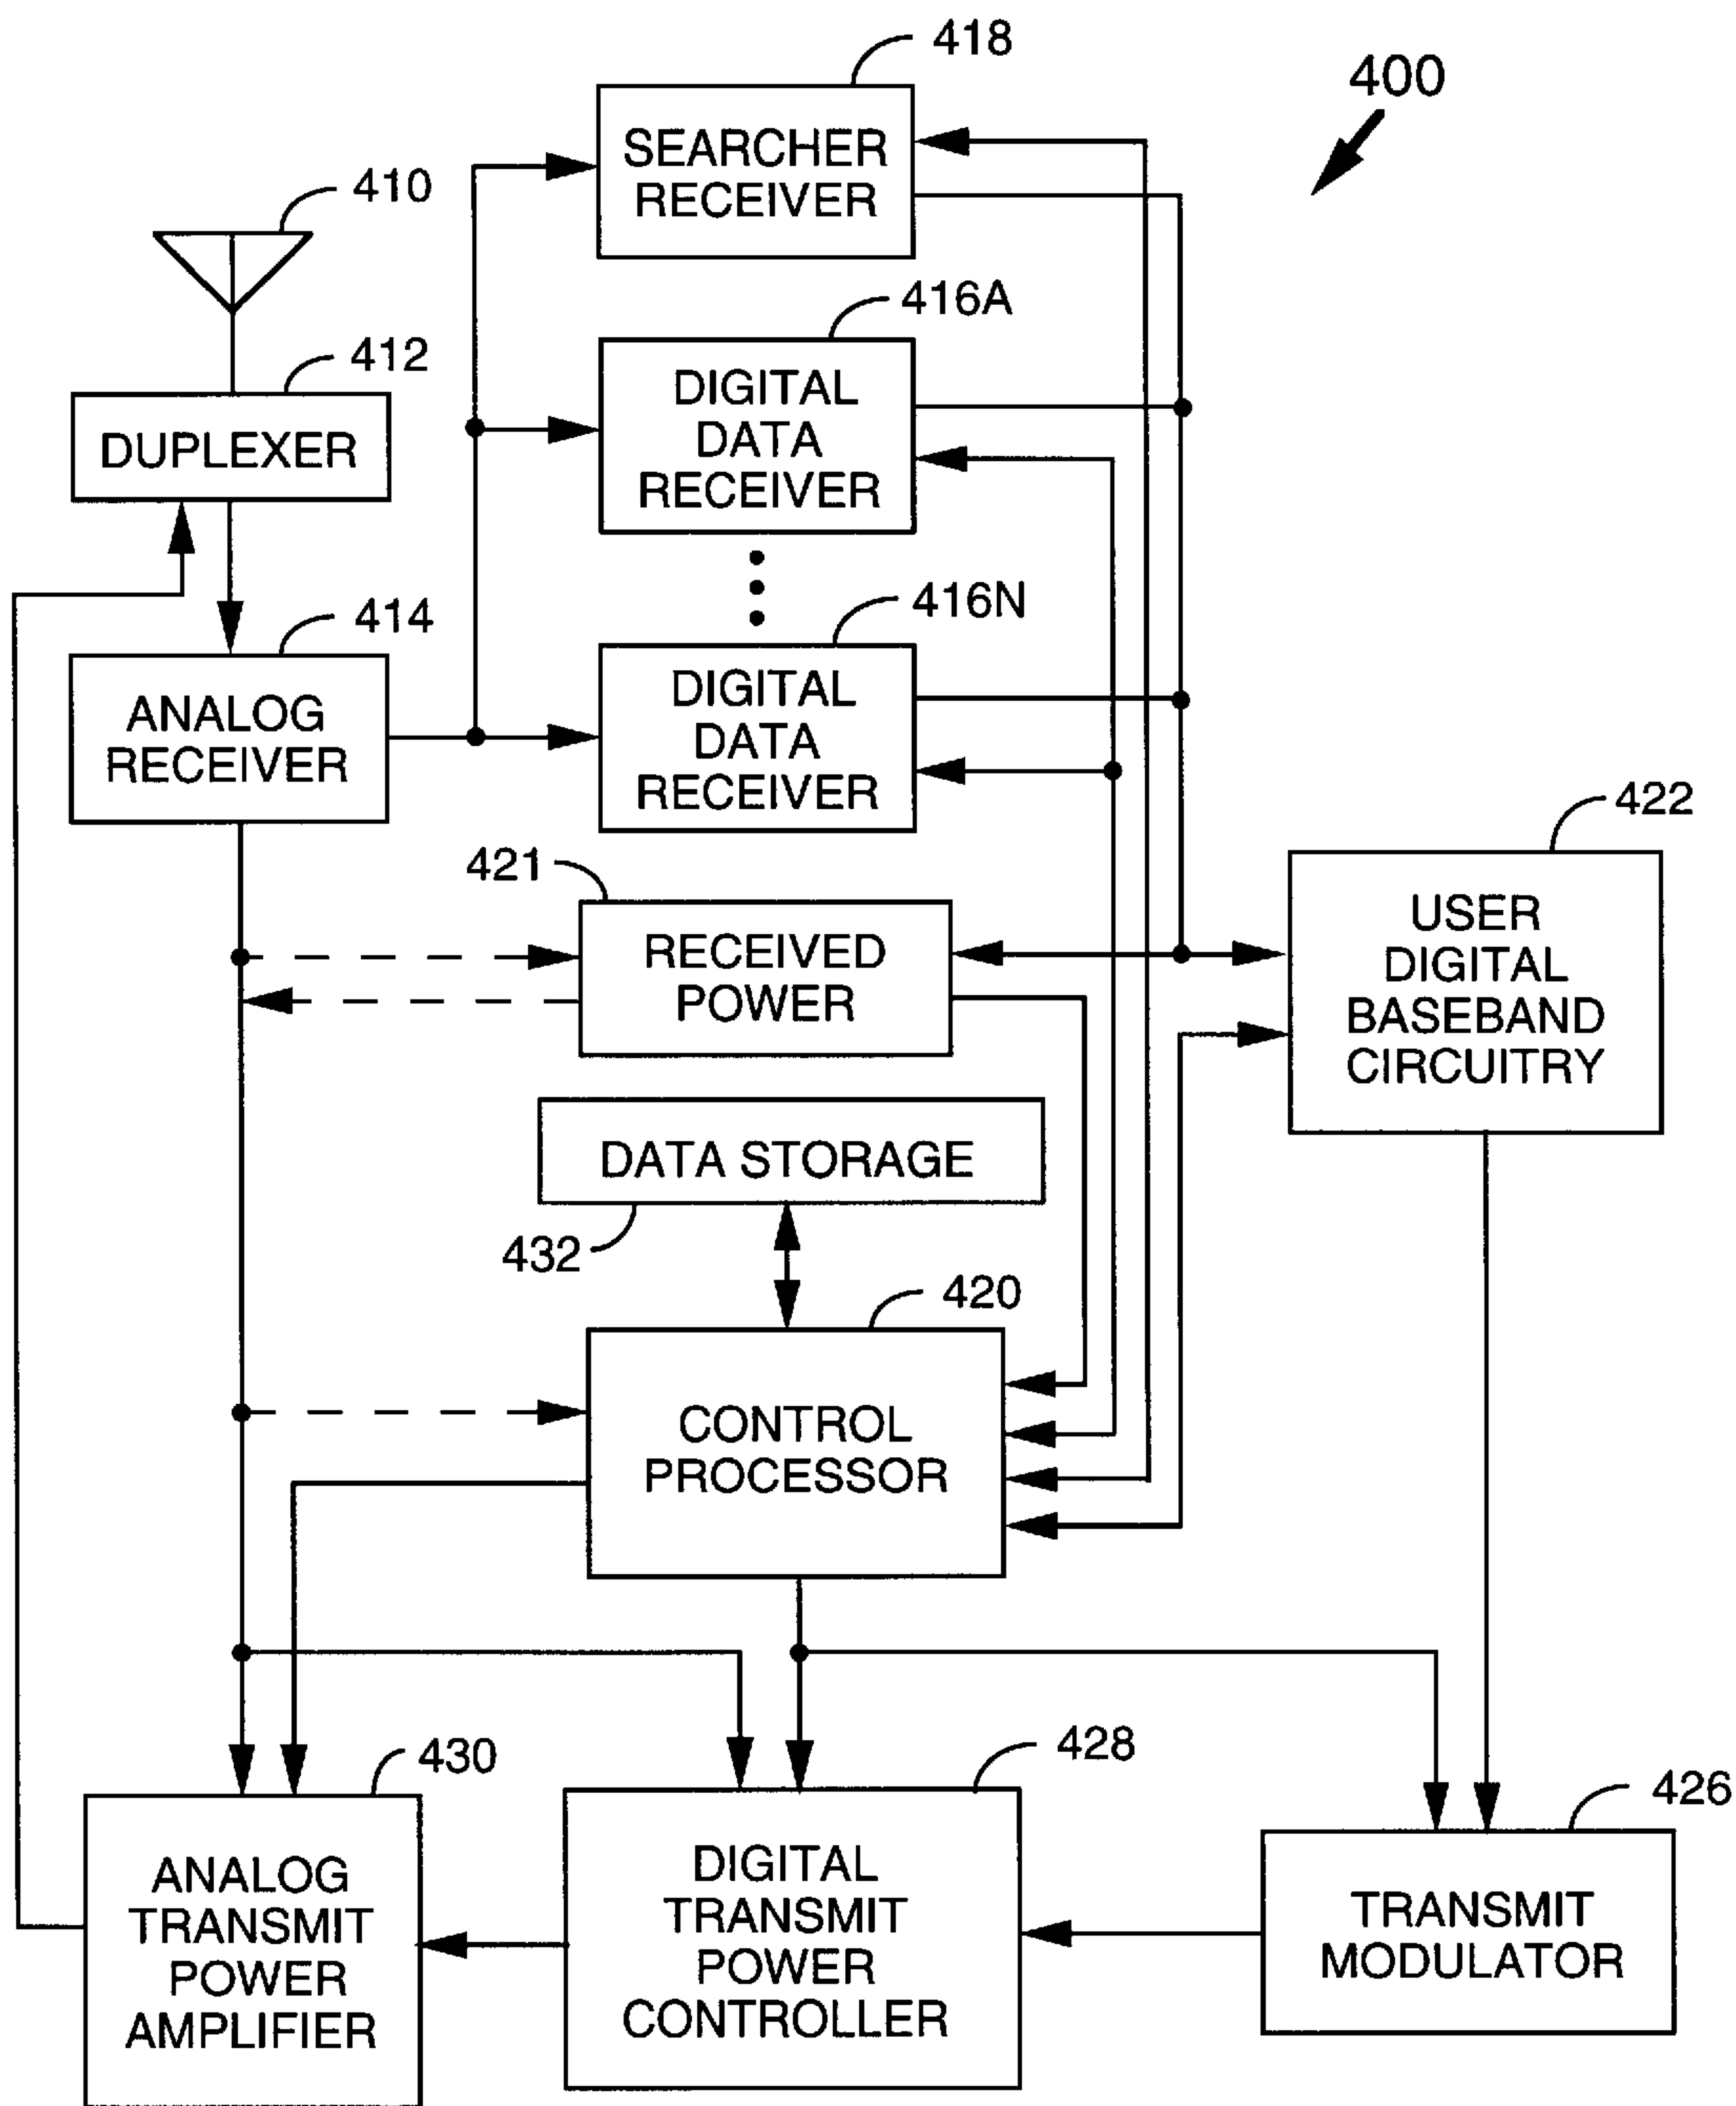 418
400
SEARCHER
RECEIVER
410
416A
412
DIGITAL
DATA
RECEIVER
DUPLEXER
416N
414
DIGITAL
DATA
RECEIVER
ANALOG
RECEIVER
422
421
USER
DIGITAL
BASEBAND
CIRCUITRY
RECEIVED
POWER
DATA STORAGE
432
420
CONTROL
PROCESSOR
430
428
426
ANALOG
TRANSMIT
POWER
AMPLIFIER
DIGITAL
TRANSMIT
POWER
CONTROLLER
TRANSMIT
MODULATOR